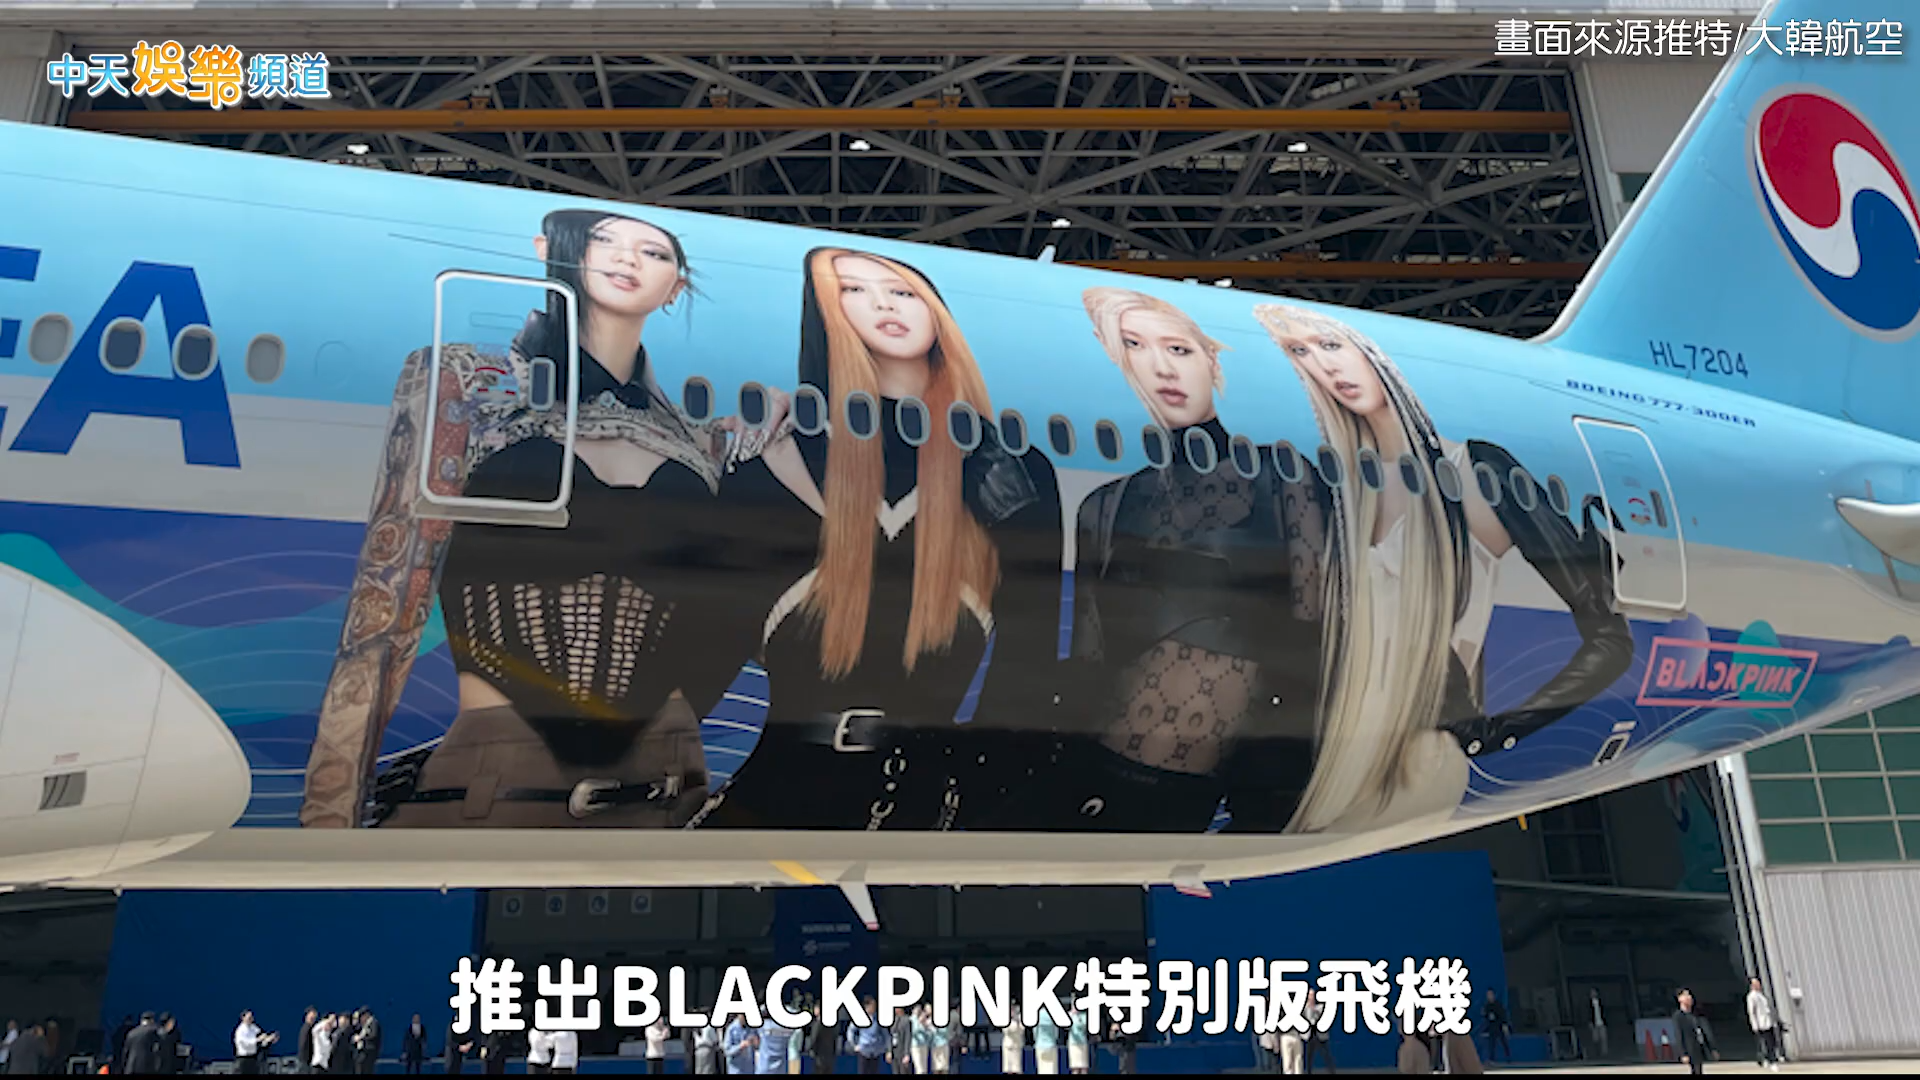 畫面來源推特/大韓航空
中天娛樂頻道
EA
HL7204
BOEING 777-300ER
BLACKPINK
推出BLACKPINK特別版飛機